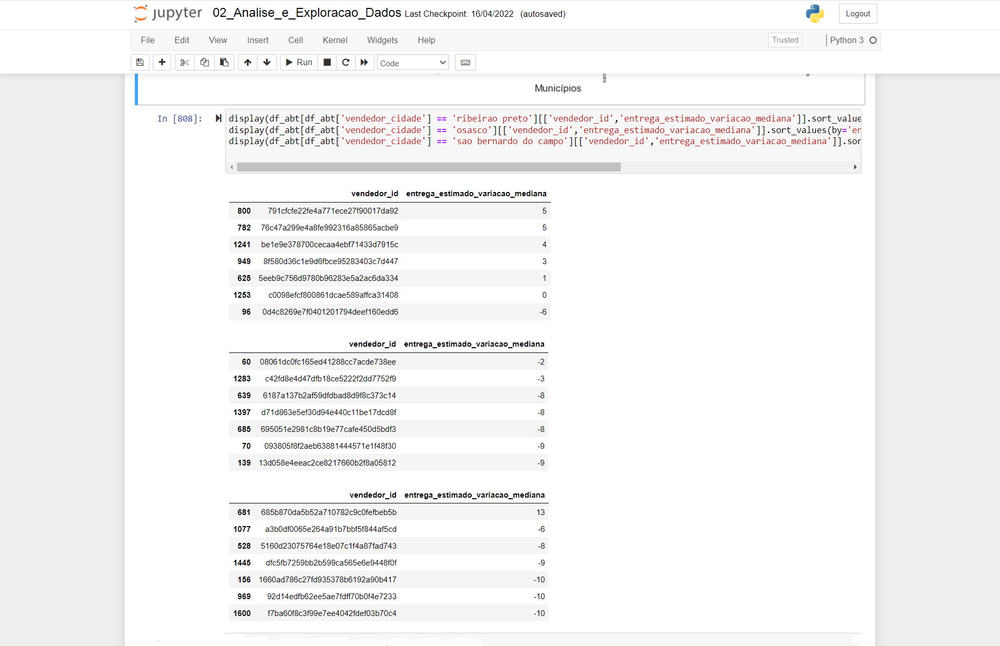 jupyter 02_Analise_e_Exploracao_Dados Last Checkpoint: 16/04/2022 (autosaved) Logout
File Edit View Insert Cell Kernel Widgets Help Trusted Python 3
Run Code
Municípios
In [808]: display(df_abt[df_abt['vendedor_cidade'] == 'ribeirao preto'][['vendedor_id','entrega_estimado_variacao_mediana']].sort_value
display(df_abt[df_abt['vendedor_cidade'] == 'osasco'][['vendedor_id','entrega_estimado_variacao_mediana']].sort_values(by='en
display(df_abt[df_abt['vendedor_cidade'] == 'sao bernardo do campo'][['vendedor_id','entrega_estimado_variacao_mediana']].sor
vendedor_id entrega_estimado_variacao_mediana
800 791cfcfe22fe4a771ece27f90017da92 5
782 76c47a299e4a8fe992316a85865acbe9 5
1241 be1e9e378700cecaa4ebf71433d7915c 4
949 8f580d36c1e9d6fbce95283403c7d447 3
625 5eeb9c756d9780b96283e5a2ac6da334 1
1253 c0098efcf800861dcae589affca31408 0
96 0d4c8269e7f0401201794deef160edd6 -6
vendedor_id entrega_estimado_variacao_mediana
60 08061dc0fc165ed41288cc7acde738ee -2
1283 c42fd8e4d47dfb18ce5222f2dd7752f9 -3
639 6187a137b2af59dfdbad8d9f8c373c14 -8
1397 d71d863e5ef30d94e440c11be17dcd8f -8
685 695051e2981c8b19e77cafe450d5bdf3 -8
70 093805f8f2aeb63881444571e1f48f30 -9
139 13d058e4eeac2ce8217660b2f8a05812 -9
vendedor_id entrega_estimado_variacao_mediana
681 685b870da5b52a710782c9c0fefbeb5b 13
1077 a3b0df0065e264a91b7bbf5f844af5cd -6
528 5160d23075764e18e07c1f4a87fad743 -8
1445 dfc5fb7259bb2b599ca565e6e9448f0f -9
156 1660ad786c27fd935378b6192a90b417 -10
969 92d14edfb62ee5ae7fdff70b0f4e7233 -10
1600 f7ba60f8c3f99e7ee4042fdef03b70c4 -10